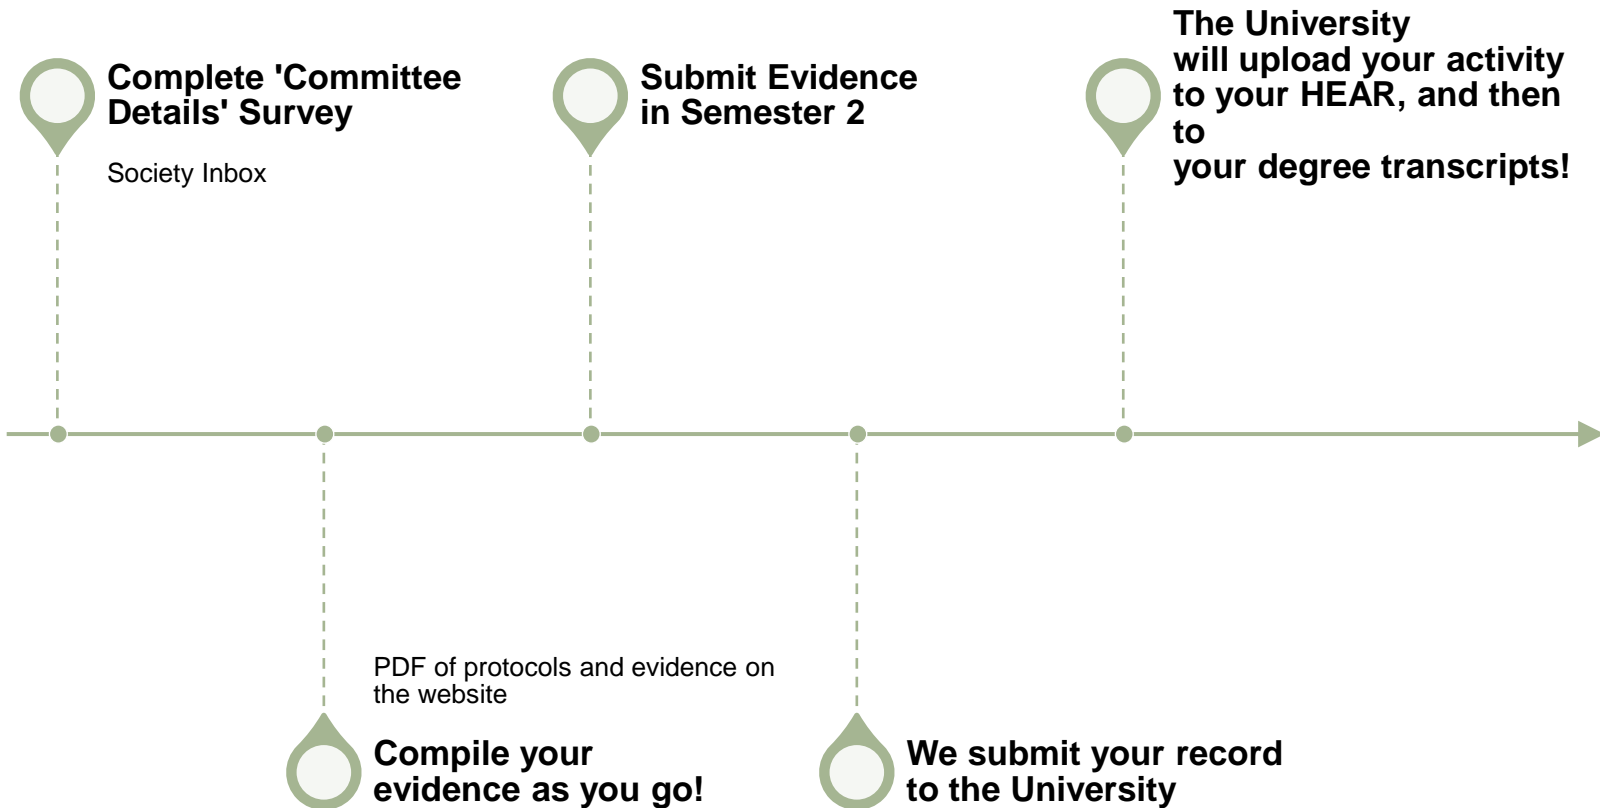 Complete 'Committee
Details' Survey
Society Inbox
Submit Evidence
in Semester 2
The University
will upload your activity
to your HEAR, and then
to
your degree transcripts!
PDF of protocols and evidence on
the website
Compile your
evidence as you go!
We submit your record
to the University